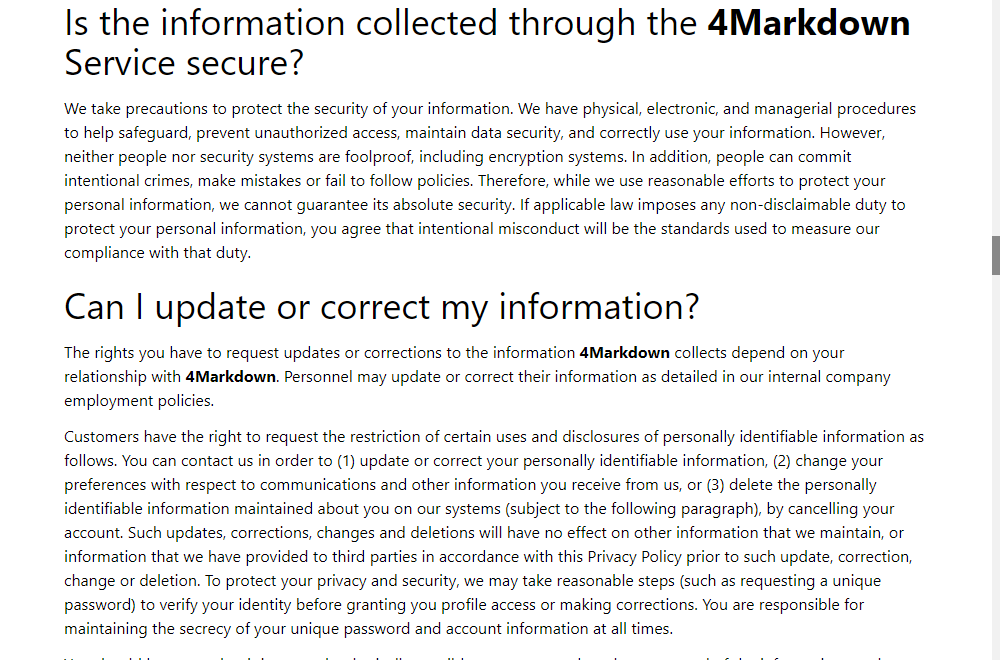 Is the information collected through the 4Markdown
Service secure?
We take precautions to protect the security of your information. We have physical, electronic, and managerial procedures
to help safeguard, prevent unauthorized access, maintain data security, and correctly use your information. However,
neither people nor security systems are foolproof, including encryption systems. In addition, people can commit
intentional crimes, make mistakes or fail to follow policies. Therefore, while we use reasonable efforts to protect your
personal information, we cannot guarantee its absolute security. If applicable law imposes any non-disclaimable duty to
protect your personal information, you agree that intentional misconduct will be the standards used to measure our
compliance with that duty.
Can I update or correct my information?
The rights you have to request updates or corrections to the information 4Markdown collects depend on your
relationship with 4Markdown. Personnel may update or correct their information as detailed in our internal company
employment policies.
Customers have the right to request the restriction of certain uses and disclosures of personally identifiable information as
follows. You can contact us in order to (1) update or correct your personally identifiable information, (2) change your
preferences with respect to communications and other information you receive from us, or (3) delete the personally
identifiable information maintained about you on our systems (subject to the following paragraph), by cancelling your
account. Such updates, corrections, changes and deletions will have no effect on other information that we maintain, or
information that we have provided to third parties in accordance with this Privacy Policy prior to such update, correction,
change or deletion. To protect your privacy and security, we may take reasonable steps (such as requesting a unique
password) to verify your identity before granting you profile access or making corrections. You are responsible for
maintaining the secrecy of your unique password and account information at all times.